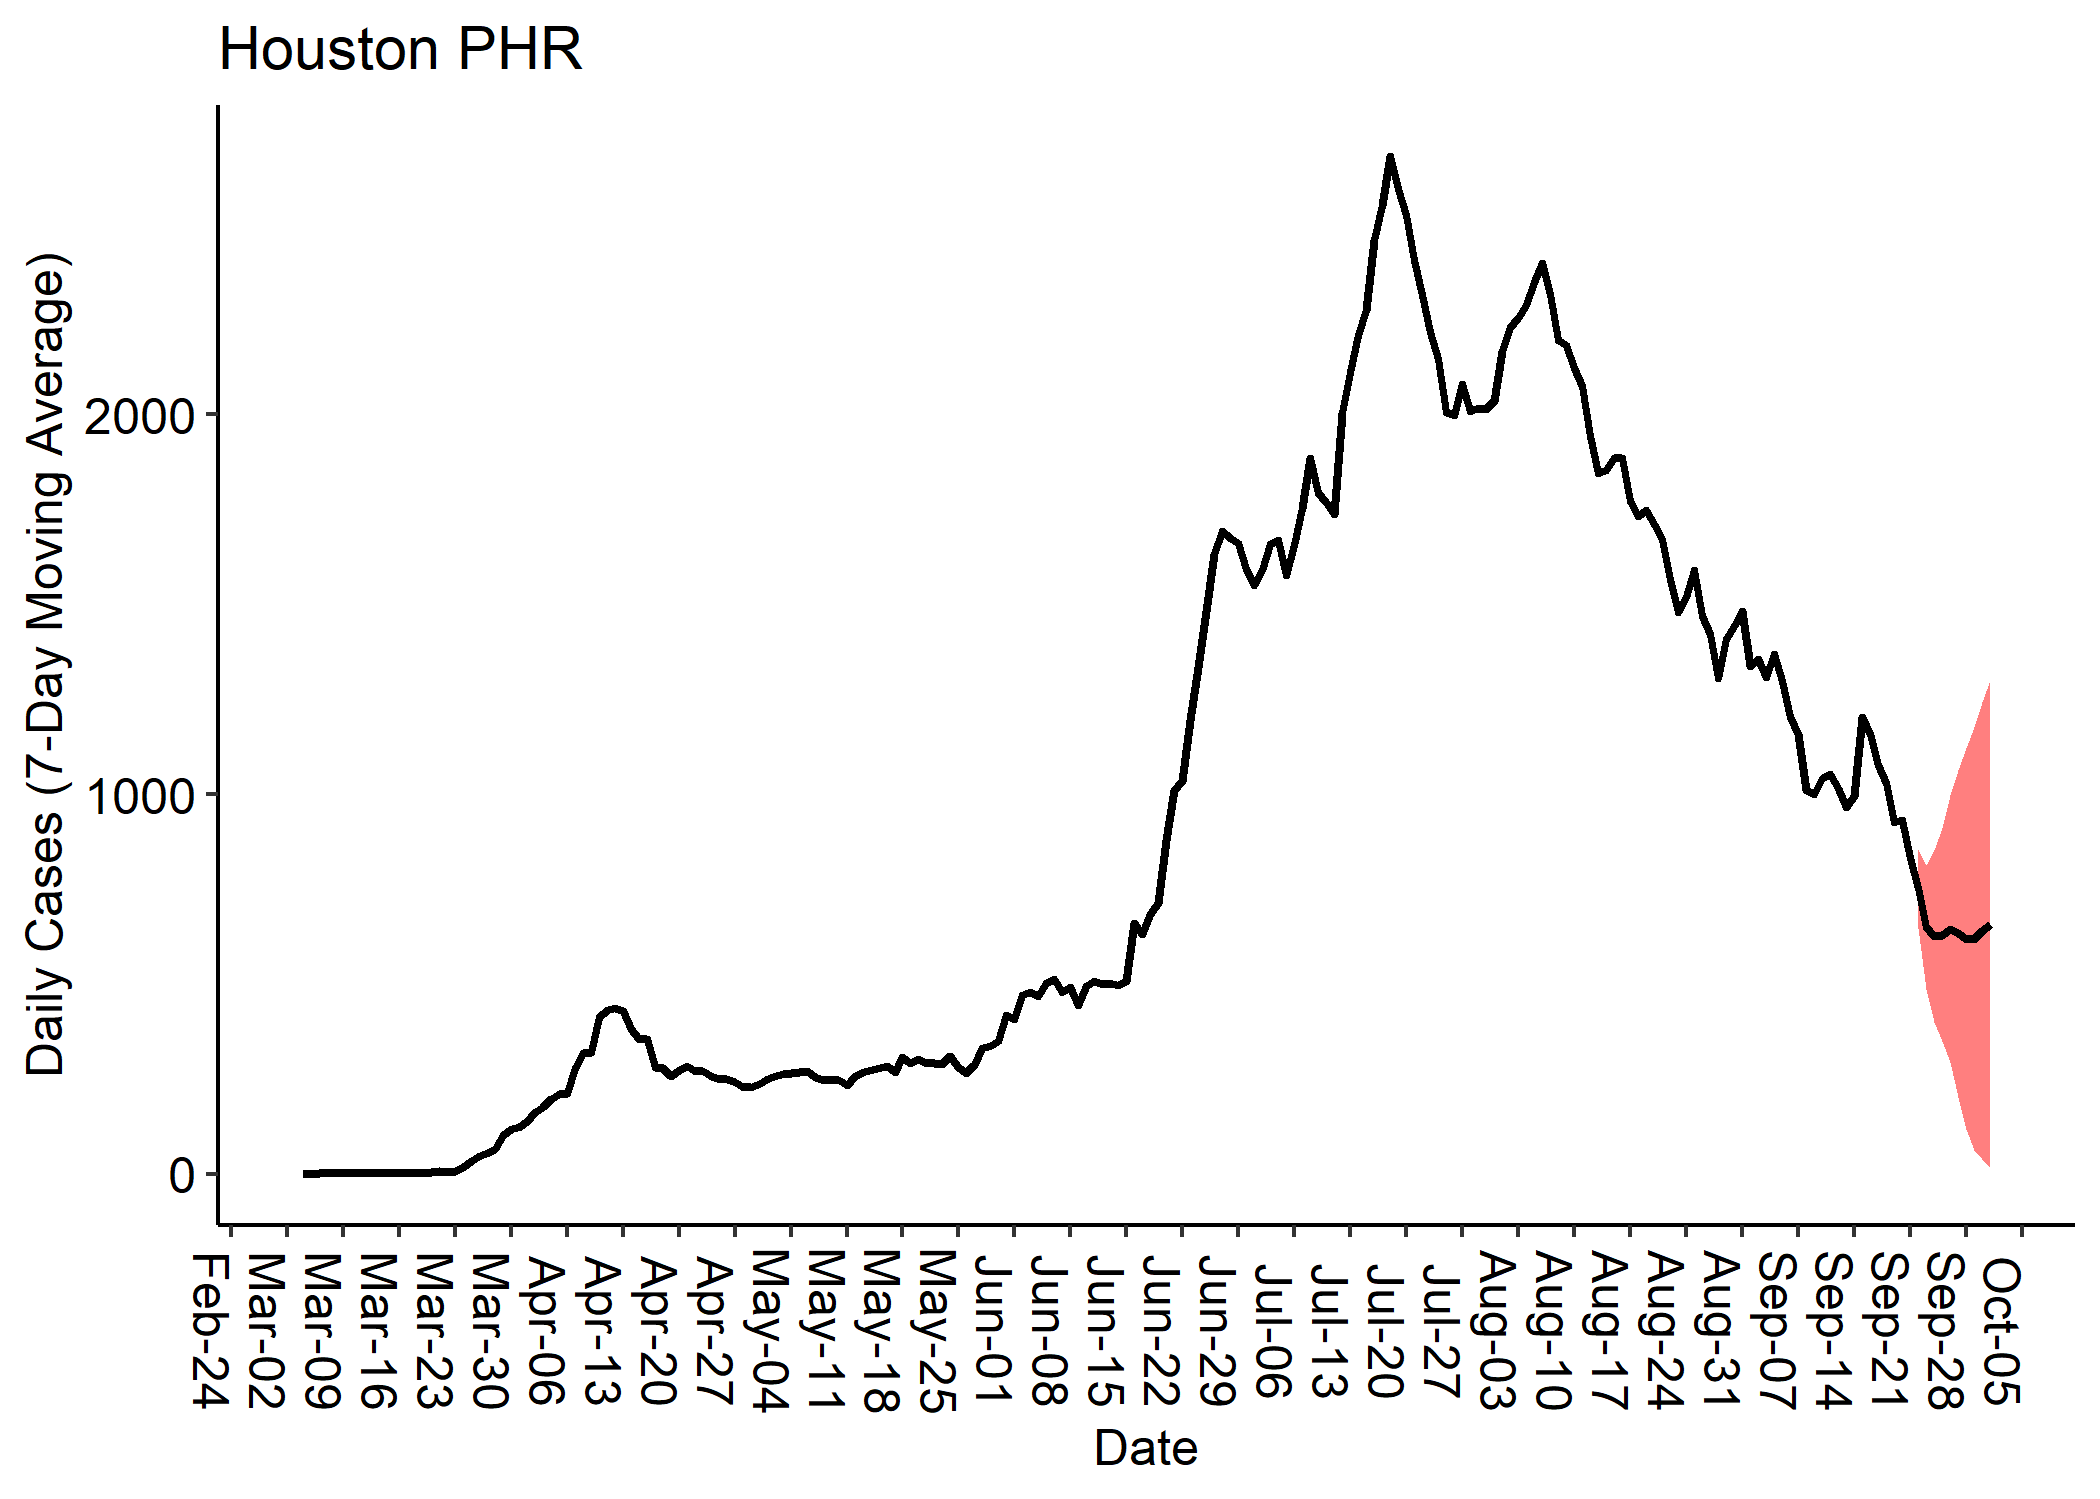 Houston PHR
Daily Cases (7-Day Moving Average)
2000
1000
0
Feb-24
Mar-02
Mar-09
Mar-16
Mar-23
Mar-30
Apr-06
Apr-13
Apr-20
Apr-27
May-04
May-11
May-18
May-25
Jun-01
Jun-08
Jun-15
Jun-22
Jun-29
Jul-06
Jul-13
Jul-20
Jul-27
Aug-03
Aug-10
Aug-17
Aug-24
Aug-31
Sep-07
Sep-14
Sep-21
Sep-28
Oct-05
Date